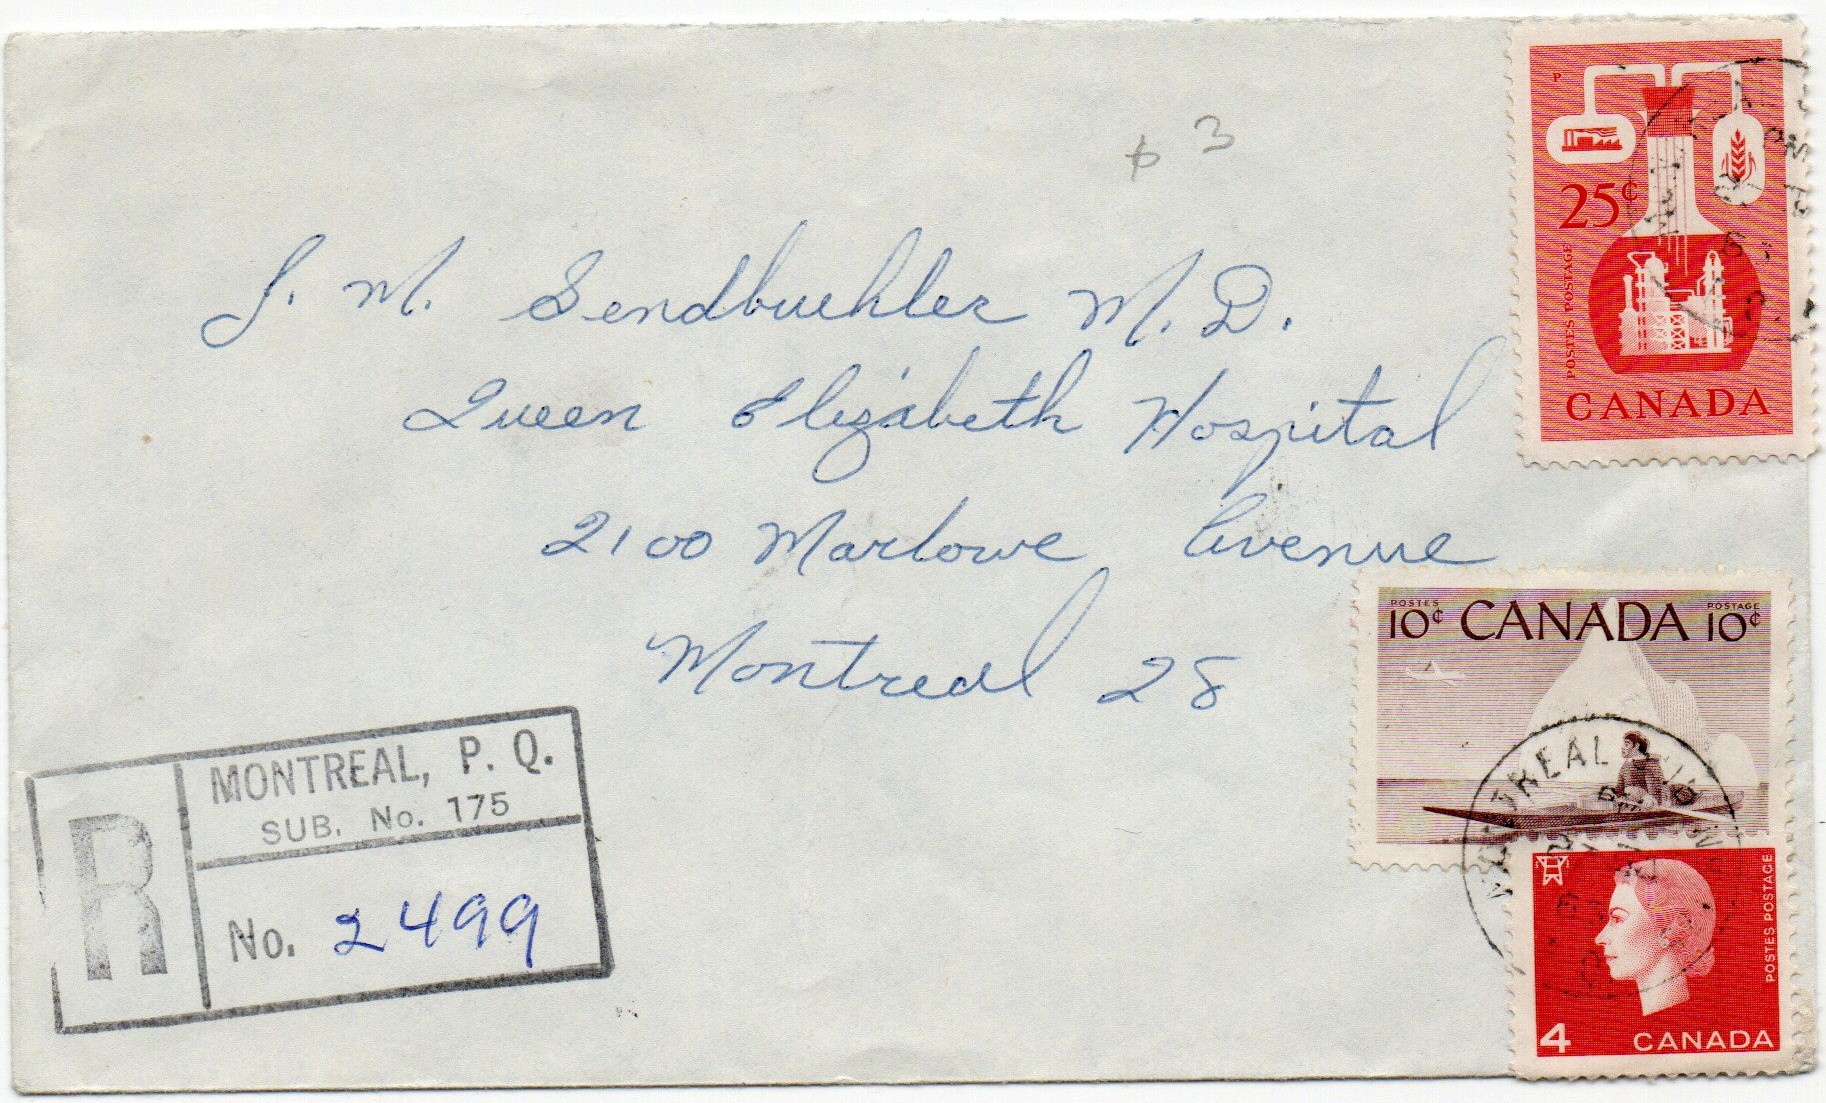 $ 3
P
25¢
POSTES POSTAGE
CANADA
J. M. Sendbuehler M. D.
Queen Elizabeth Hospital
2100 Marlowe Avenue
Montreal 28
POSTES POSTAGE
10¢ CANADA 10¢
MONTREAL
4 CANADA
POSTES POSTAGE
R
MONTREAL, P. Q.
SUB. No. 175
No. 2499